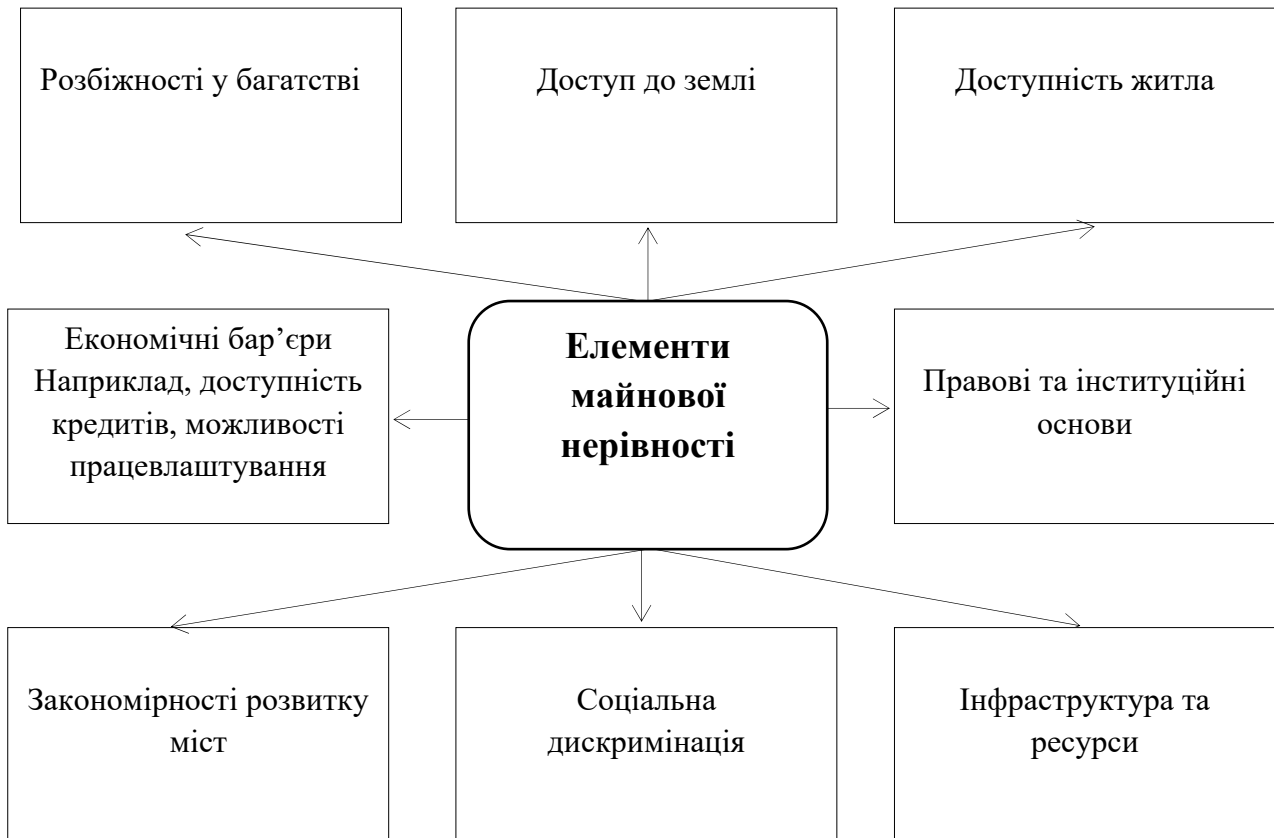 Розбіжності у багатстві
Доступ до землі
Доступність житла
Економічні бар’єри
Наприклад, доступність
кредитів, можливості
працевлаштування
Елементи
майнової
нерівності
Правові та інституційні
основи
Закономірності розвитку
міст
Соціальна
дискримінація
Інфраструктура та
ресурси